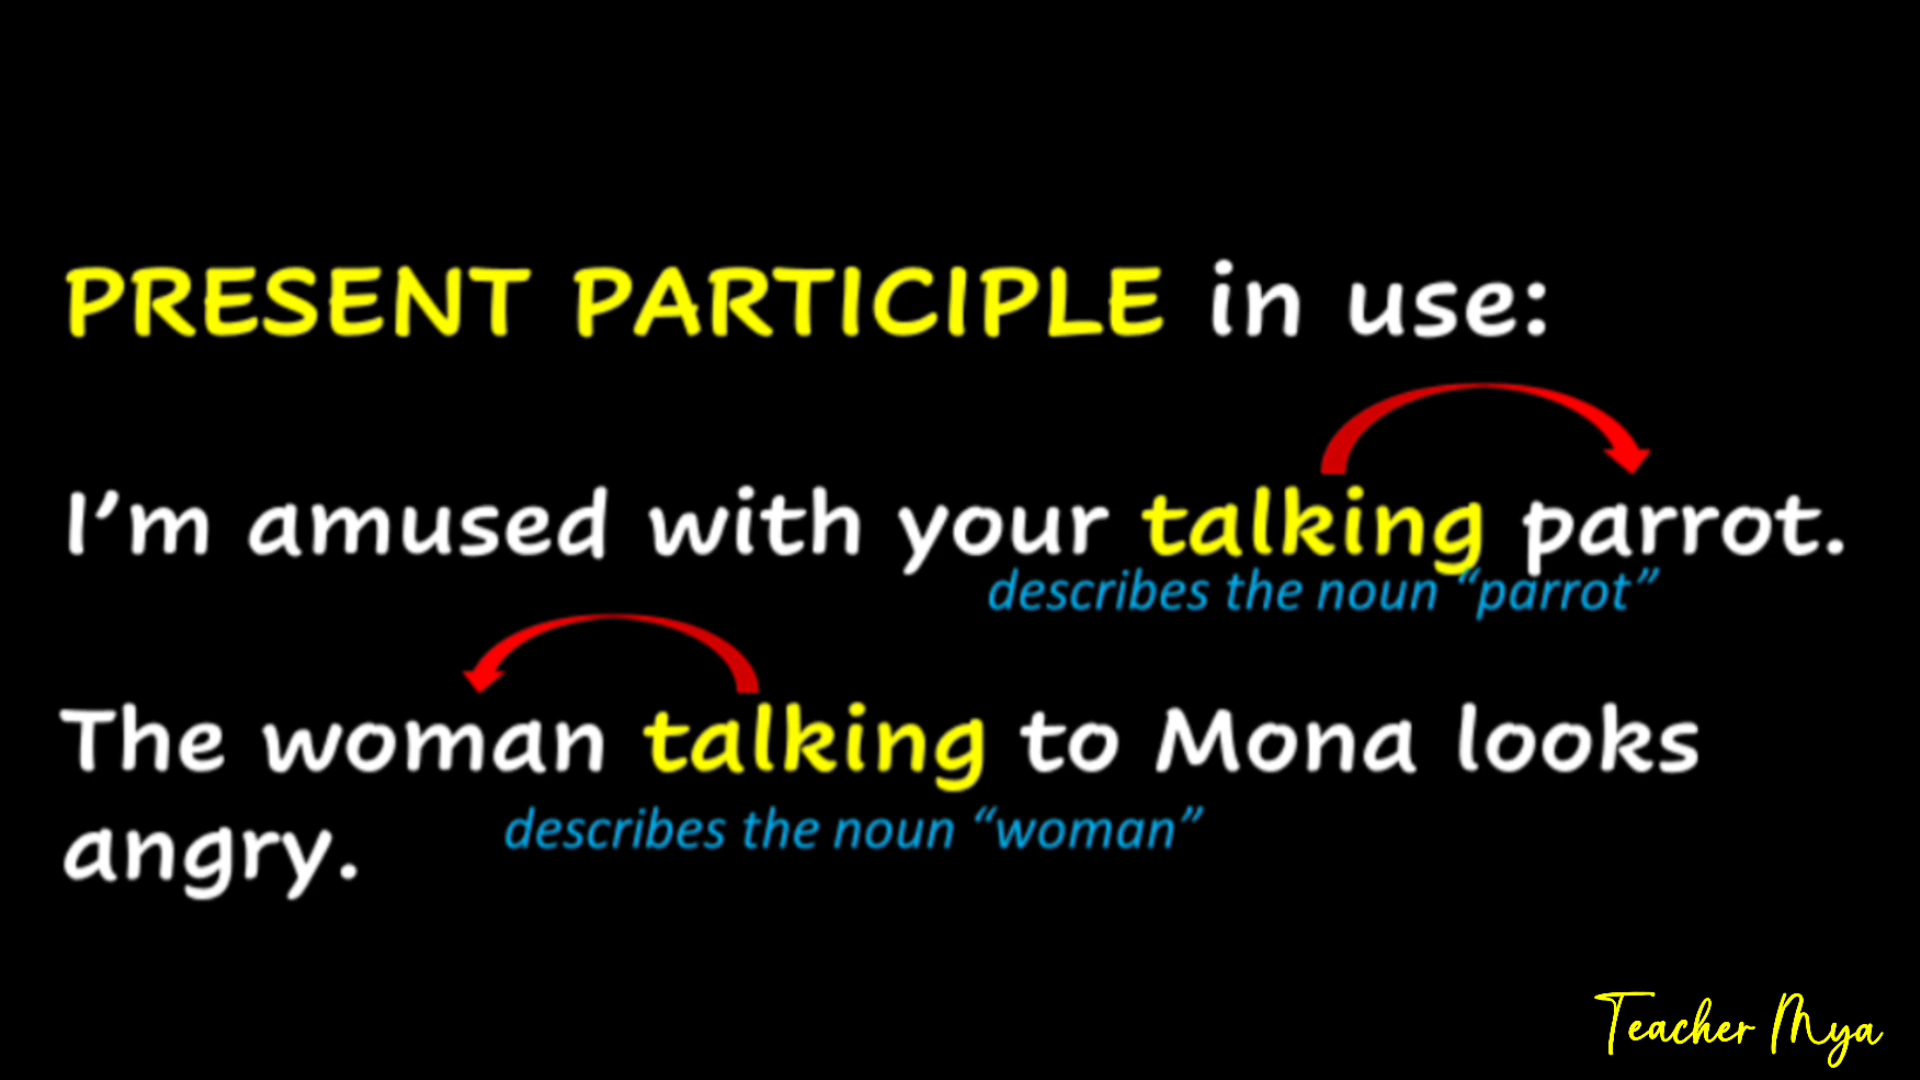 PRESENT PARTICIPLE in use:
I’m amused with your talking parrot.
describes the noun “parrot”
The woman talking to Mona looks
angry.
describes the noun “woman”
Teacher Mya